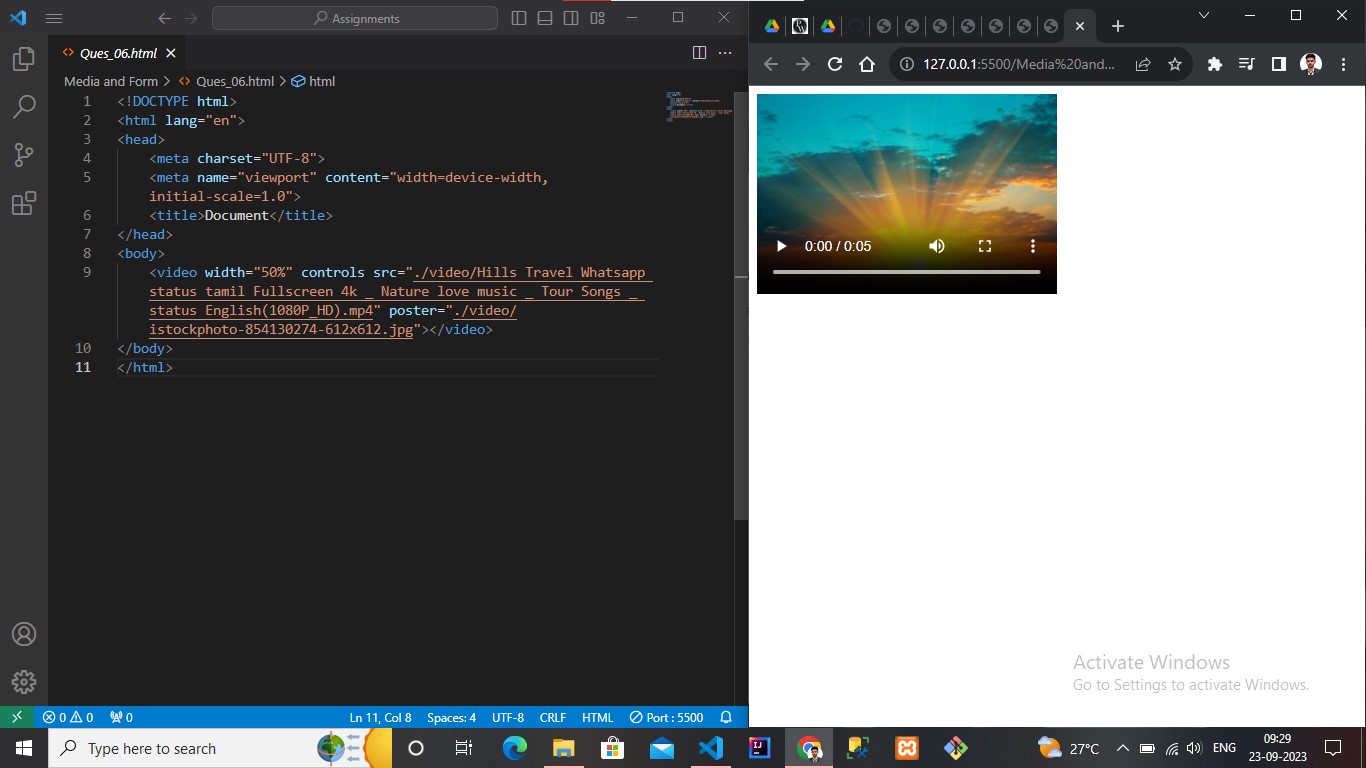 Assignments
Ques_06.html
Media and Form > Ques_06.html > html
1 <!DOCTYPE html>
2 <html lang="en">
3 <head>
4 <meta charset="UTF-8">
5 <meta name="viewport" content="width=device-width,
initial-scale=1.0">
6 <title>Document</title>
7 </head>
8 <body>
9 <video width="50%" controls src="./video/Hills Travel Whatsapp
status tamil Fullscreen 4k _ Nature love music _ Tour Songs _
status English(1080P_HD).mp4" poster="./video/
istockphoto-854130274-612x612.jpg"></video>
10 </body>
11 </html>
0 0 0
Ln 11, Col 8 Spaces: 4 UTF-8 CRLF HTML Port : 5500
127.0.0.1:5500/Media%20and...
0:00 / 0:05
Activate Windows
Go to Settings to activate Windows.
Type here to search
27°C ENG
09:29
23-09-2023